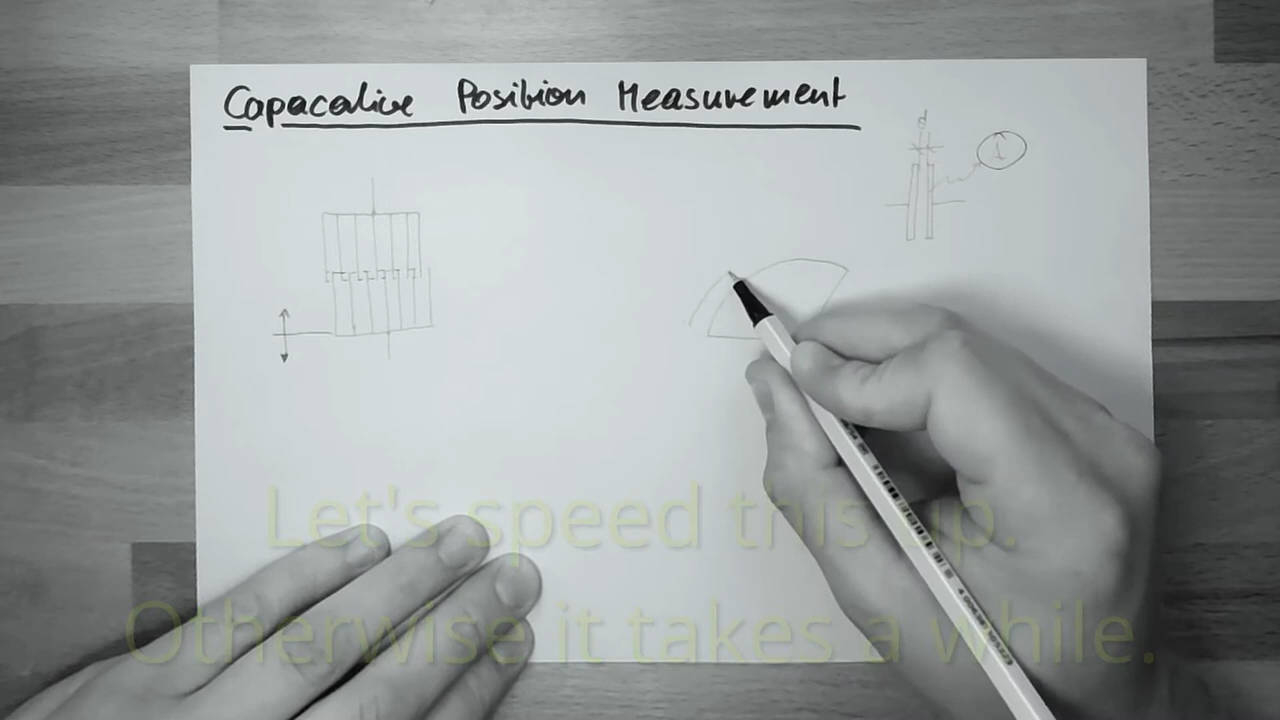 Capacative Position Measurement
d
Let's speed this up.
Otherwise it takes a while.